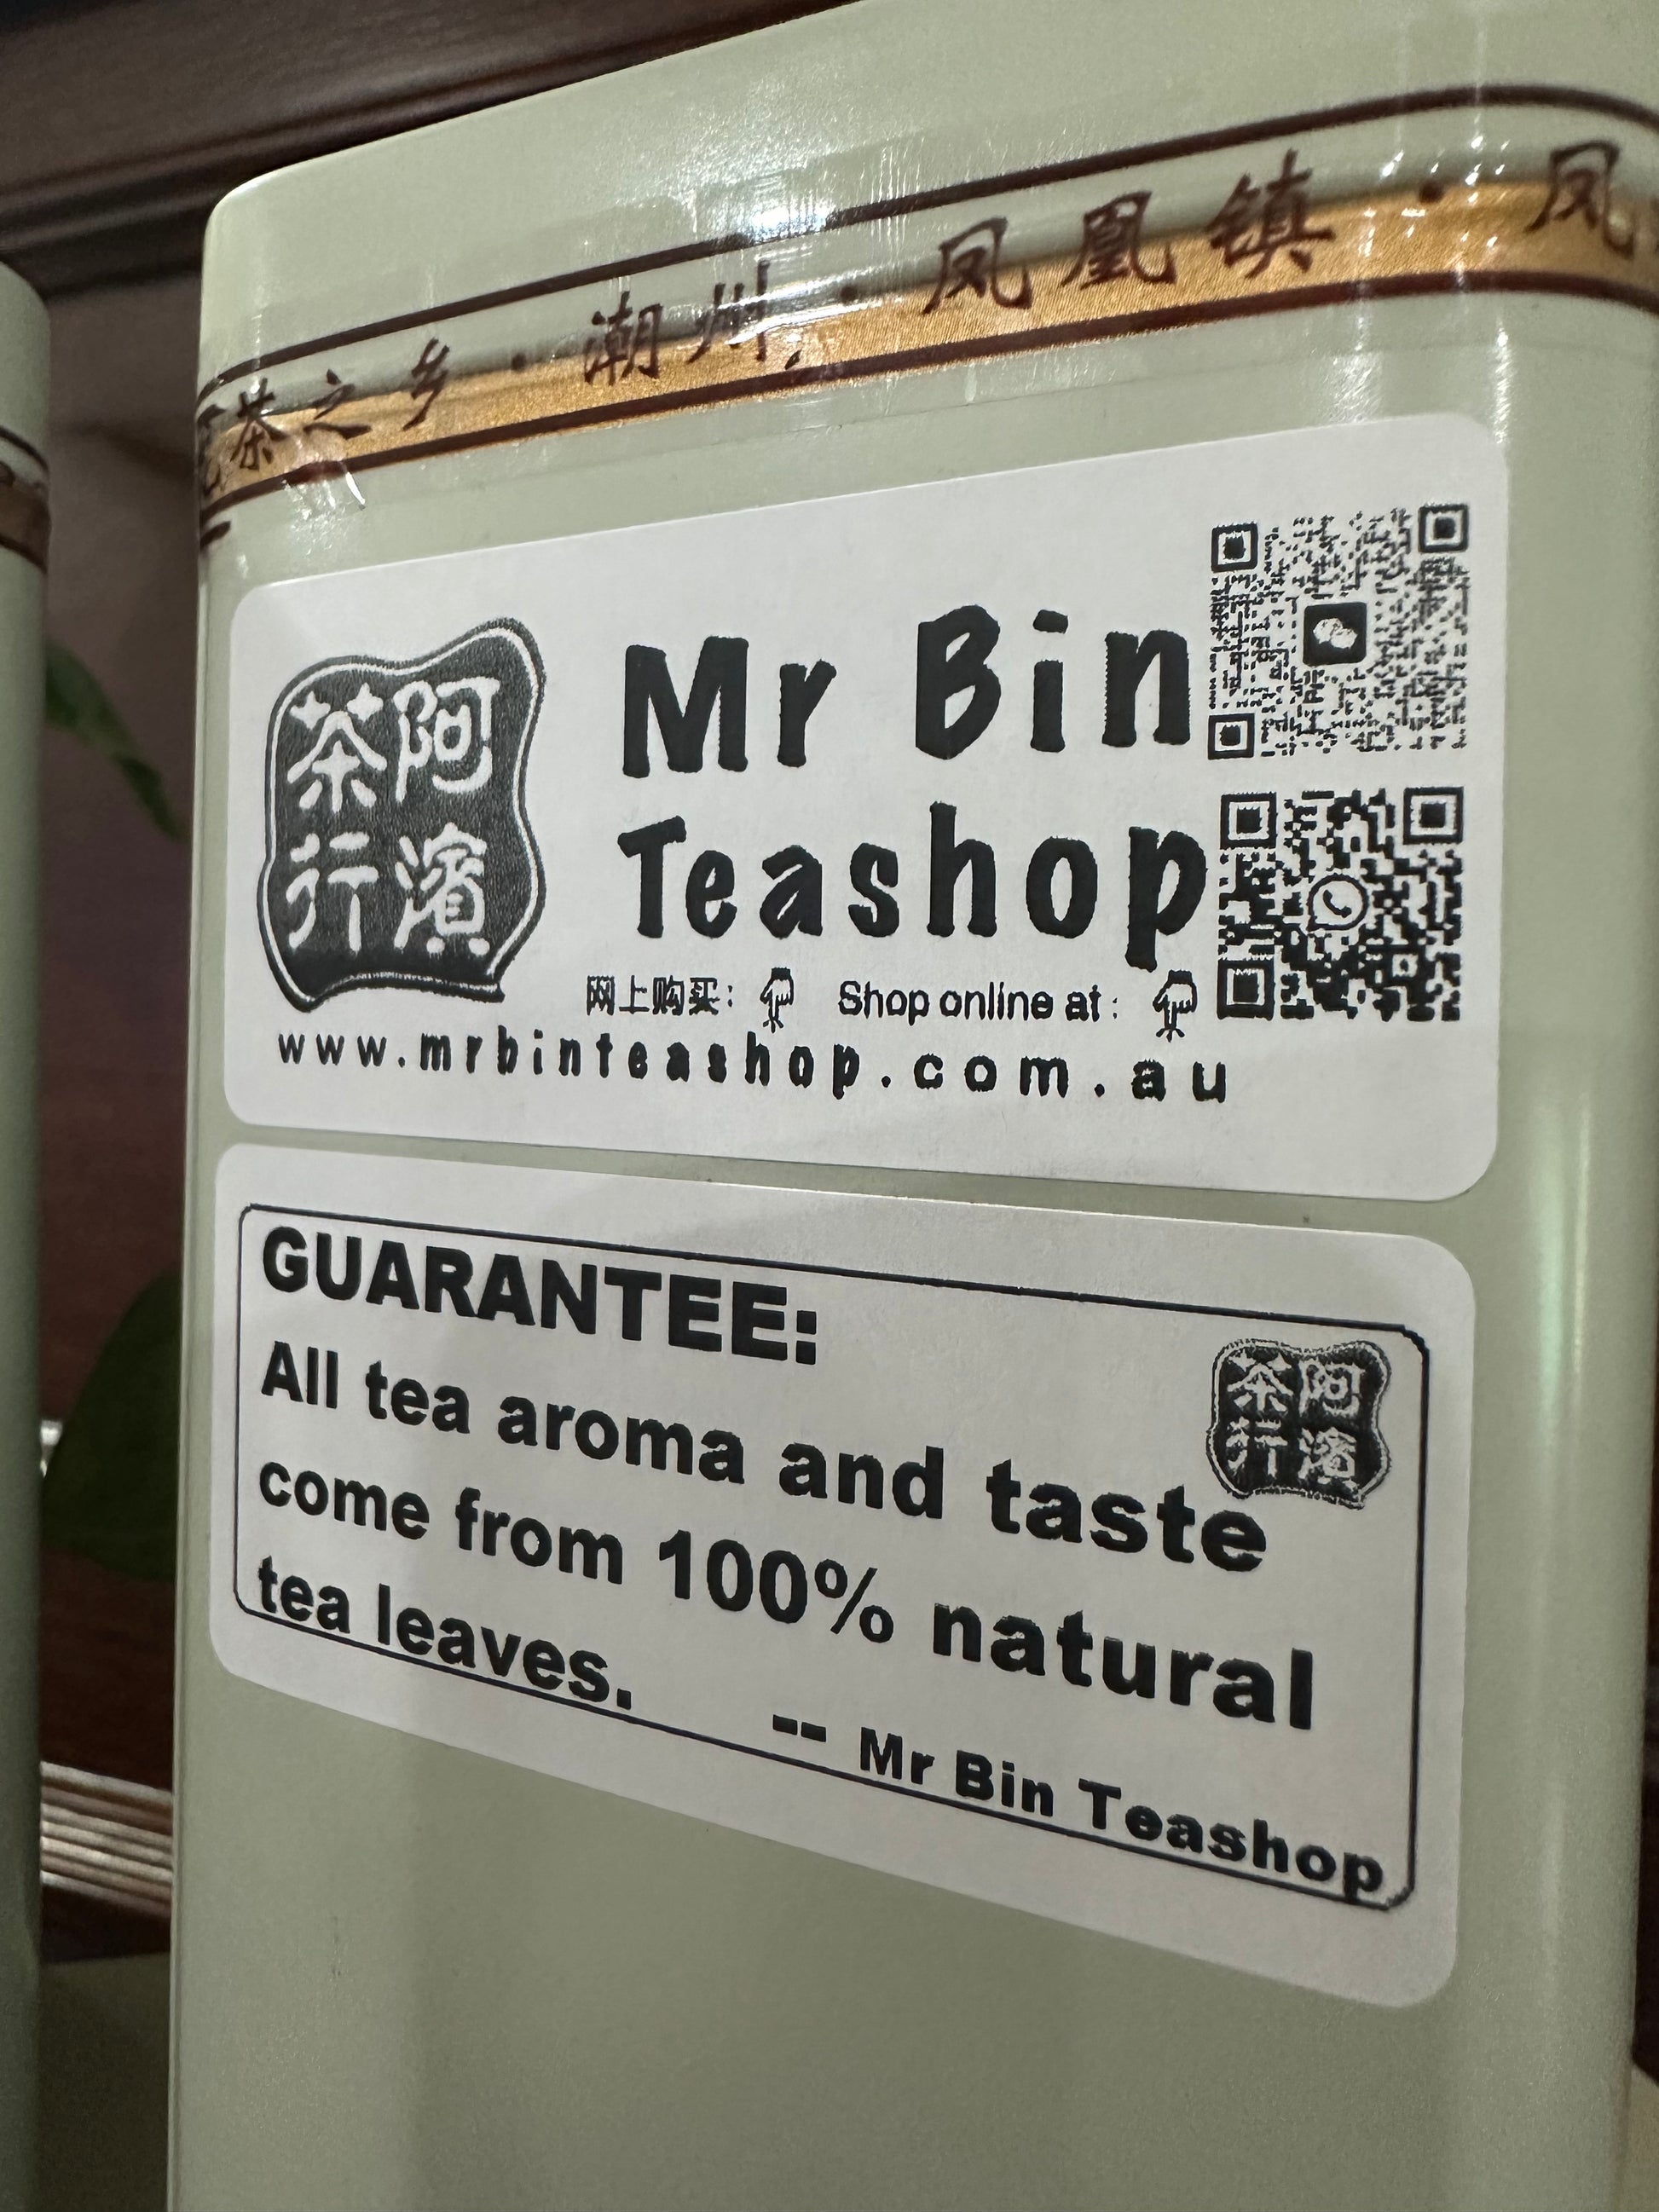 茶之乡·潮州·凤凰镇·凤
阿濱
茶行
Mr Bin
Teashop
网上购买: Shop online at:
www.mrbinteashop.com.au
GUARANTEE:
All tea aroma and taste
come from 100% natural
tea leaves.
-- Mr Bin Teashop
阿濱
茶行